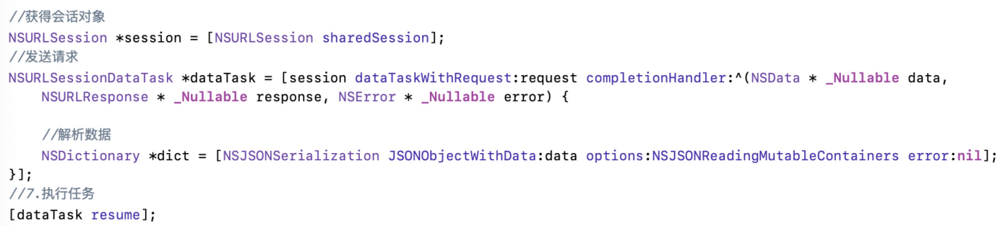 //获得会话对象
NSURLSession *session = [NSURLSession sharedSession];
//发送请求
NSURLSessionDataTask *dataTask = [session dataTaskWithRequest:request completionHandler:^(NSData * _Nullable data,
    NSURLResponse * _Nullable response, NSError * _Nullable error) {
    //解析数据
    NSDictionary *dict = [NSJSONSerialization JSONObjectWithData:data options:NSJSONReadingMutableContainers error:nil];
}];
//7.执行任务
[dataTask resume];